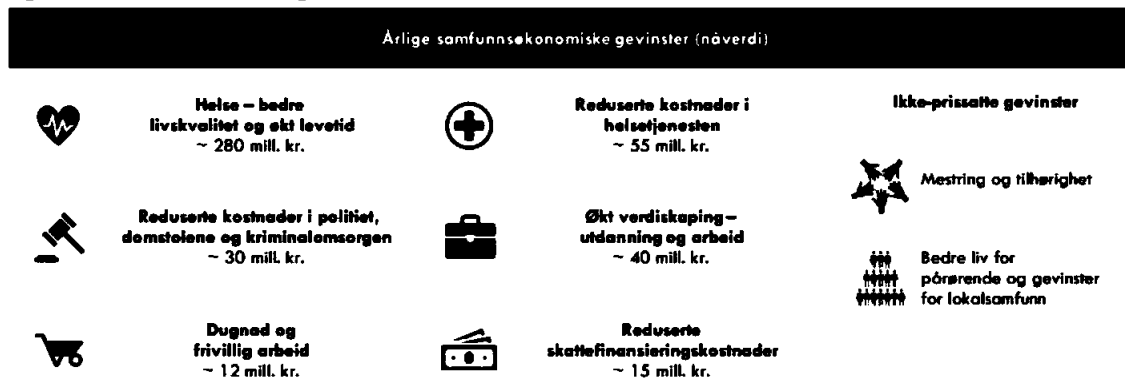 Årlige samfunnsøkonomiske gevinster (nåverdi)
Helse – bedre
livskvalitet og økt levetid
~ 280 mill. kr.
Reduserte kostnader i
helsetjenesten
~ 55 mill. kr.
Ikke-prissatte gevinster
Mestring og tilhørighet
Reduserte kostnader i politiet,
domstolene og kriminalomsorgen
~ 30 mill. kr.
Økt verdiskaping –
utdanning og arbeid
~ 40 mill. kr.
Bedre liv for
pårørende og gevinster
for lokalsamfunn
Dugnad og
frivillig arbeid
~ 12 mill. kr.
Reduserte
skattefinansieringskostnader
~ 15 mill. kr.